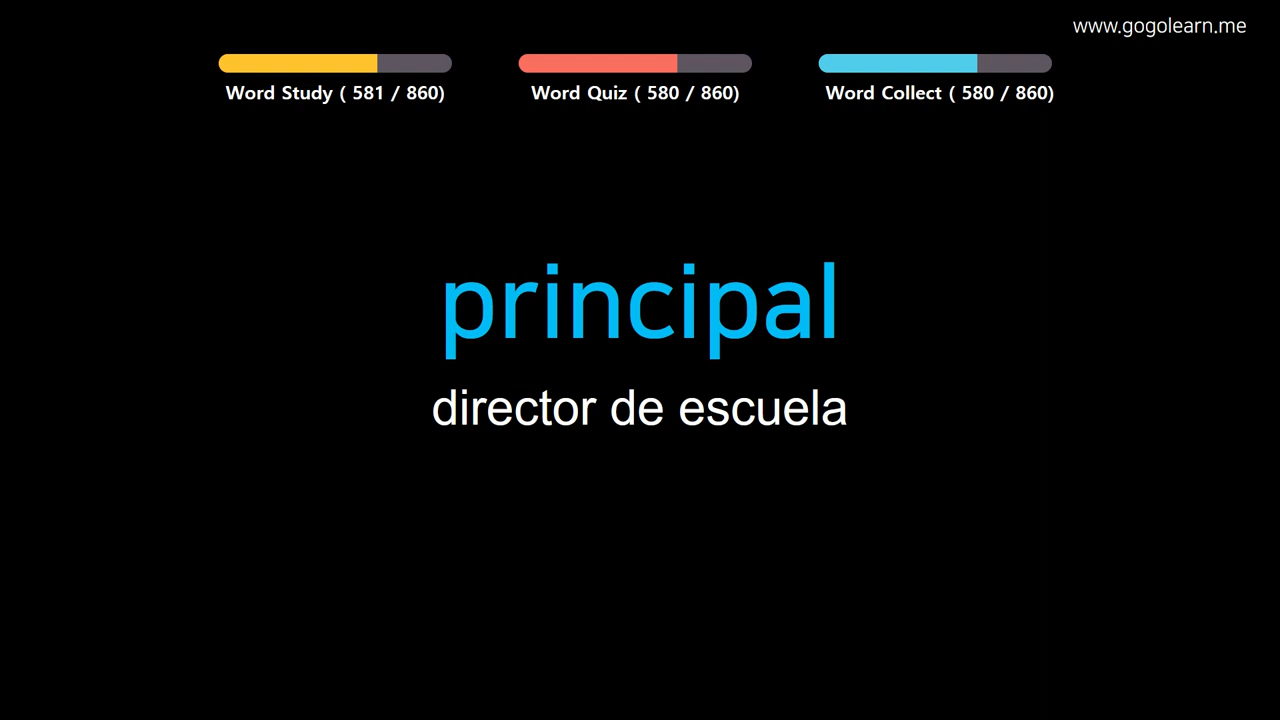 www.gogolearn.me
Word Study ( 581 / 860)
Word Quiz ( 580 / 860)
Word Collect ( 580 / 860)
principal
director de escuela